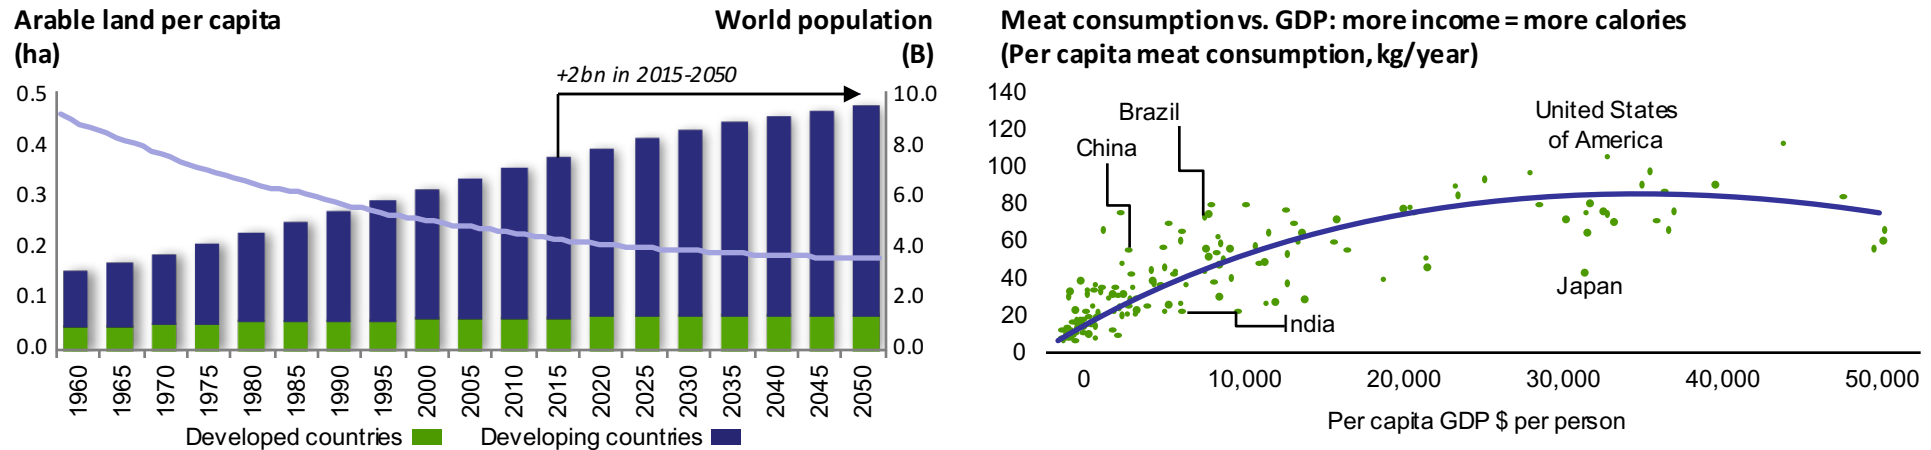 Arable land per capita
(ha)
World population
(B)
+2bn in 2015-2050
0.5
0.4
0.3
0.2
0.1
0.0
10.0
8.0
6.0
4.0
2.0
0.0
1960
1965
1970
1975
1980
1985
1990
1995
2000
2005
2010
2015
2020
2025
2030
2035
2040
2045
2050
Developed countries
Developing countries
Meat consumption vs. GDP: more income = more calories
(Per capita meat consumption, kg/year)
140
120
100
80
60
40
20
0
Brazil
China
United States
of America
Japan
India
0
10,000
20,000
30,000
40,000
50,000
Per capita GDP $ per person